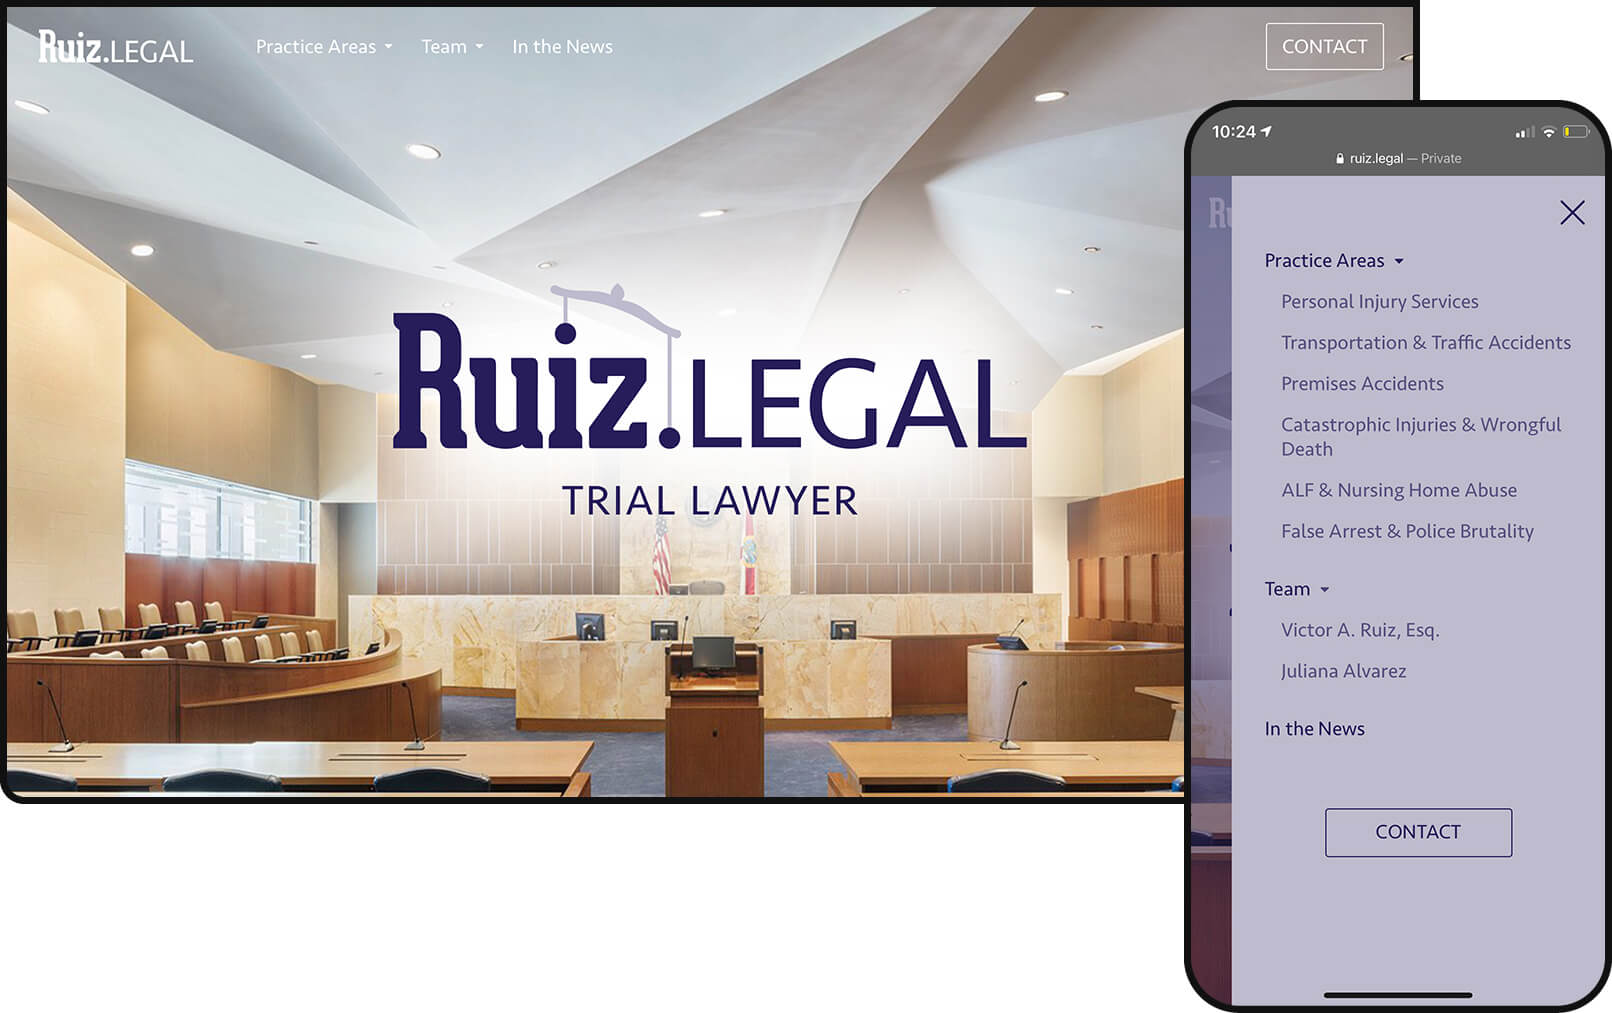 Ruiz.LEGAL
Practice Areas
Team
In the News
CONTACT
Ruiz.LEGAL
TRIAL LAWYER
10:24
ruiz.legal — Private
Ru
Practice Areas
Personal Injury Services
Transportation & Traffic Accidents
Premises Accidents
Catastrophic Injuries & Wrongful
Death
ALF & Nursing Home Abuse
False Arrest & Police Brutality
Team
Victor A. Ruiz, Esq.
Juliana Alvarez
In the News
CONTACT